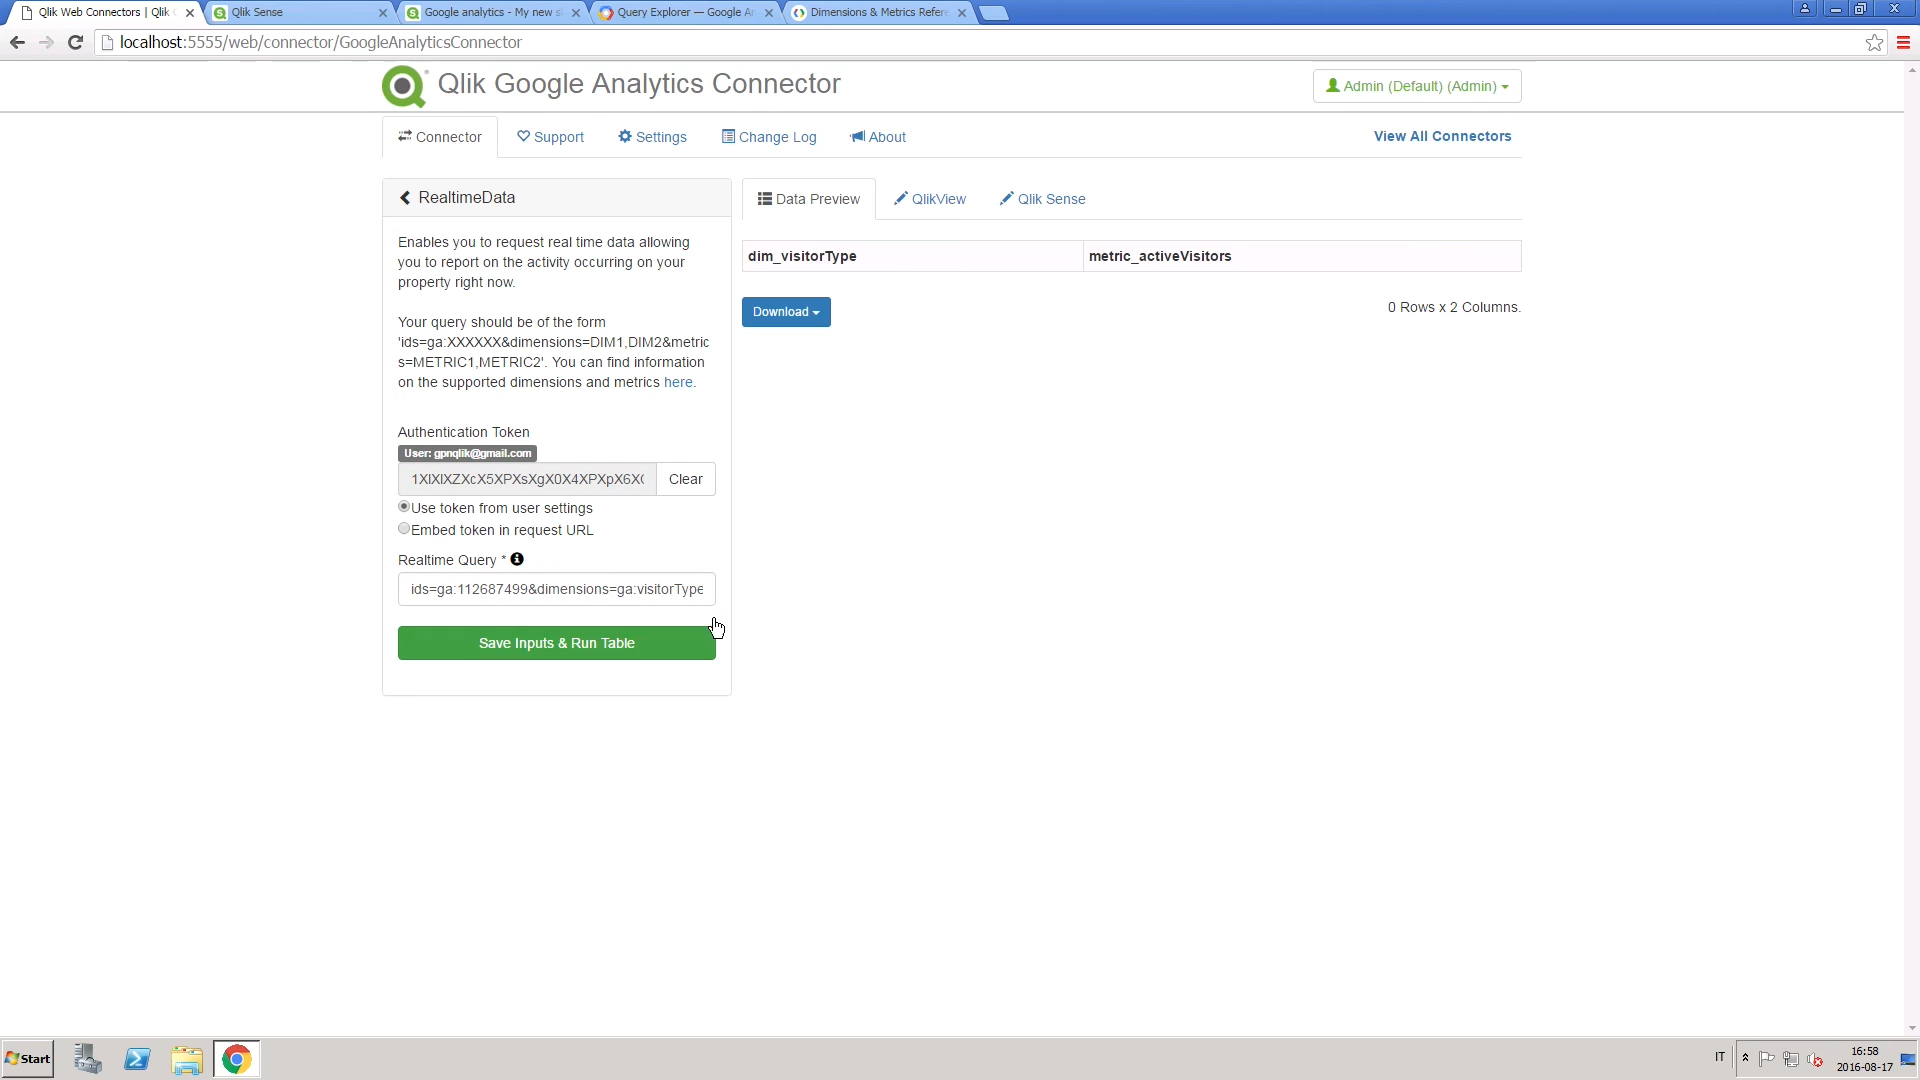 Qlik Web Connectors | Qlik
Qlik Sense
Google analytics - My new s
Query Explorer — Google An
Dimensions & Metrics Refere
localhost:5555/web/connector/GoogleAnalyticsConnector
Qlik Google Analytics Connector
Admin (Default) (Admin)
Connector
Support
Settings
Change Log
About
View All Connectors
RealtimeData
Data Preview
QlikView
Qlik Sense
Enables you to request real time data allowing
you to report on the activity occurring on your
property right now.
Your query should be of the form
'ids=ga:XXXXXX&dimensions=DIM1,DIM2&metric
s=METRIC1,METRIC2'. You can find information
on the supported dimensions and metrics here.
Authentication Token
User: gpnqlik@gmail.com
1XIXIXZXcX5XPXsXgX0X4XPXpX6X
Clear
Use token from user settings
Embed token in request URL
Realtime Query *
ids=ga:112687499&dimensions=ga:visitorType
Save Inputs & Run Table
dim_visitorType
metric_activeVisitors
Download
0 Rows x 2 Columns.
Start
IT
16:58
2016-08-17